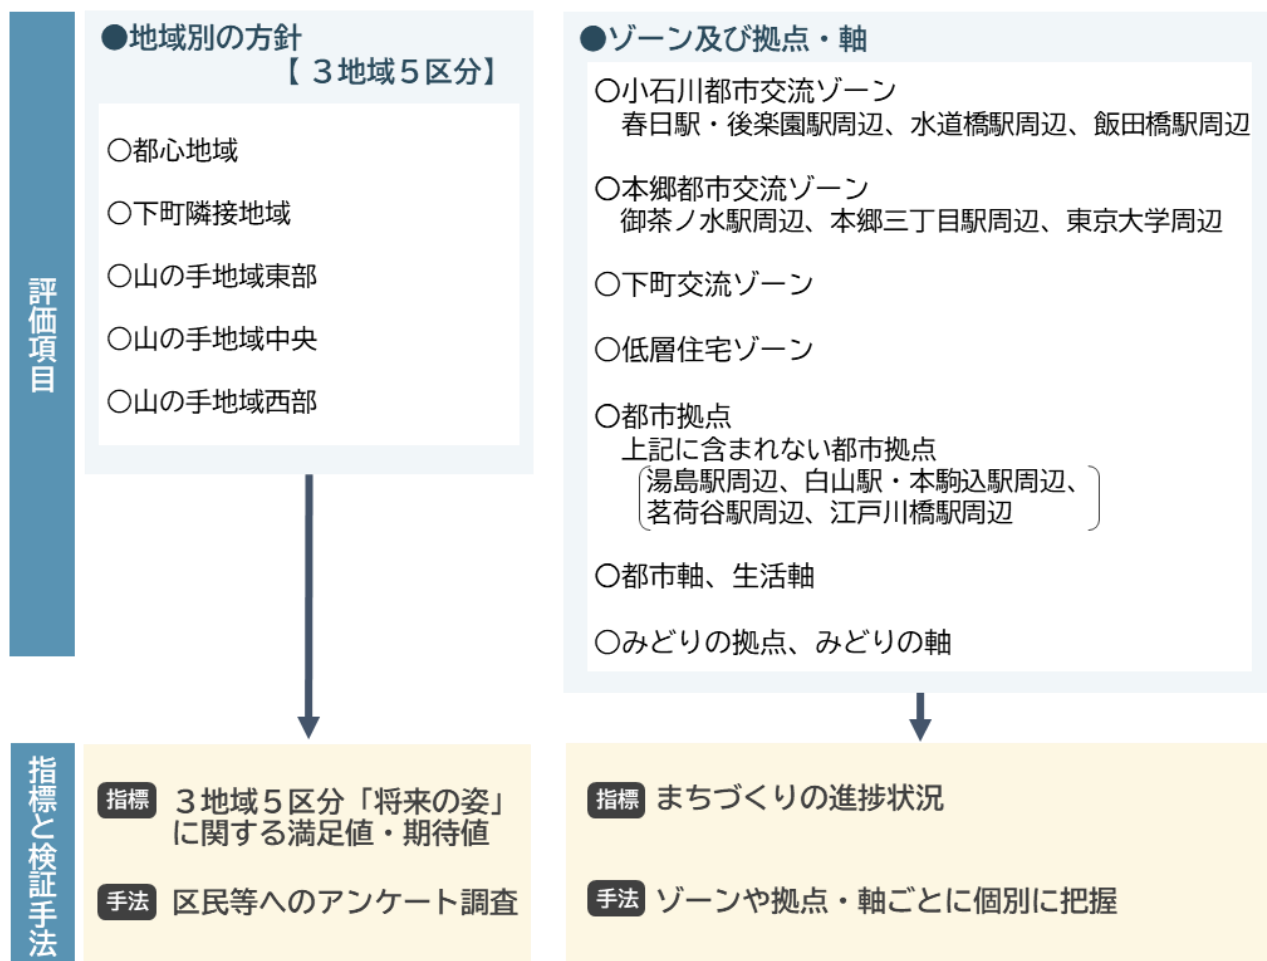 評価項目
●地域別の方針
【３地域５区分】
○都心地域
○下町隣接地域
○山の手地域東部
○山の手地域中央
○山の手地域西部
●ゾーン及び拠点・軸
○小石川都市交流ゾーン
春日駅・後楽園駅周辺、水道橋駅周辺、飯田橋駅周辺
○本郷都市交流ゾーン
御茶ノ水駅周辺、本郷三丁目駅周辺、東京大学周辺
○下町交流ゾーン
○低層住宅ゾーン
○都市拠点
上記に含まれない都市拠点
湯島駅周辺、白山駅・本駒込駅周辺、
茗荷谷駅周辺、江戸川橋駅周辺
○都市軸、生活軸
○みどりの拠点、みどりの軸
指標と検証手法
指標 ３地域５区分「将来の姿」
に関する満足値・期待値
手法 区民等へのアンケート調査
指標 まちづくりの進捗状況
手法 ゾーンや拠点・軸ごとに個別に把握